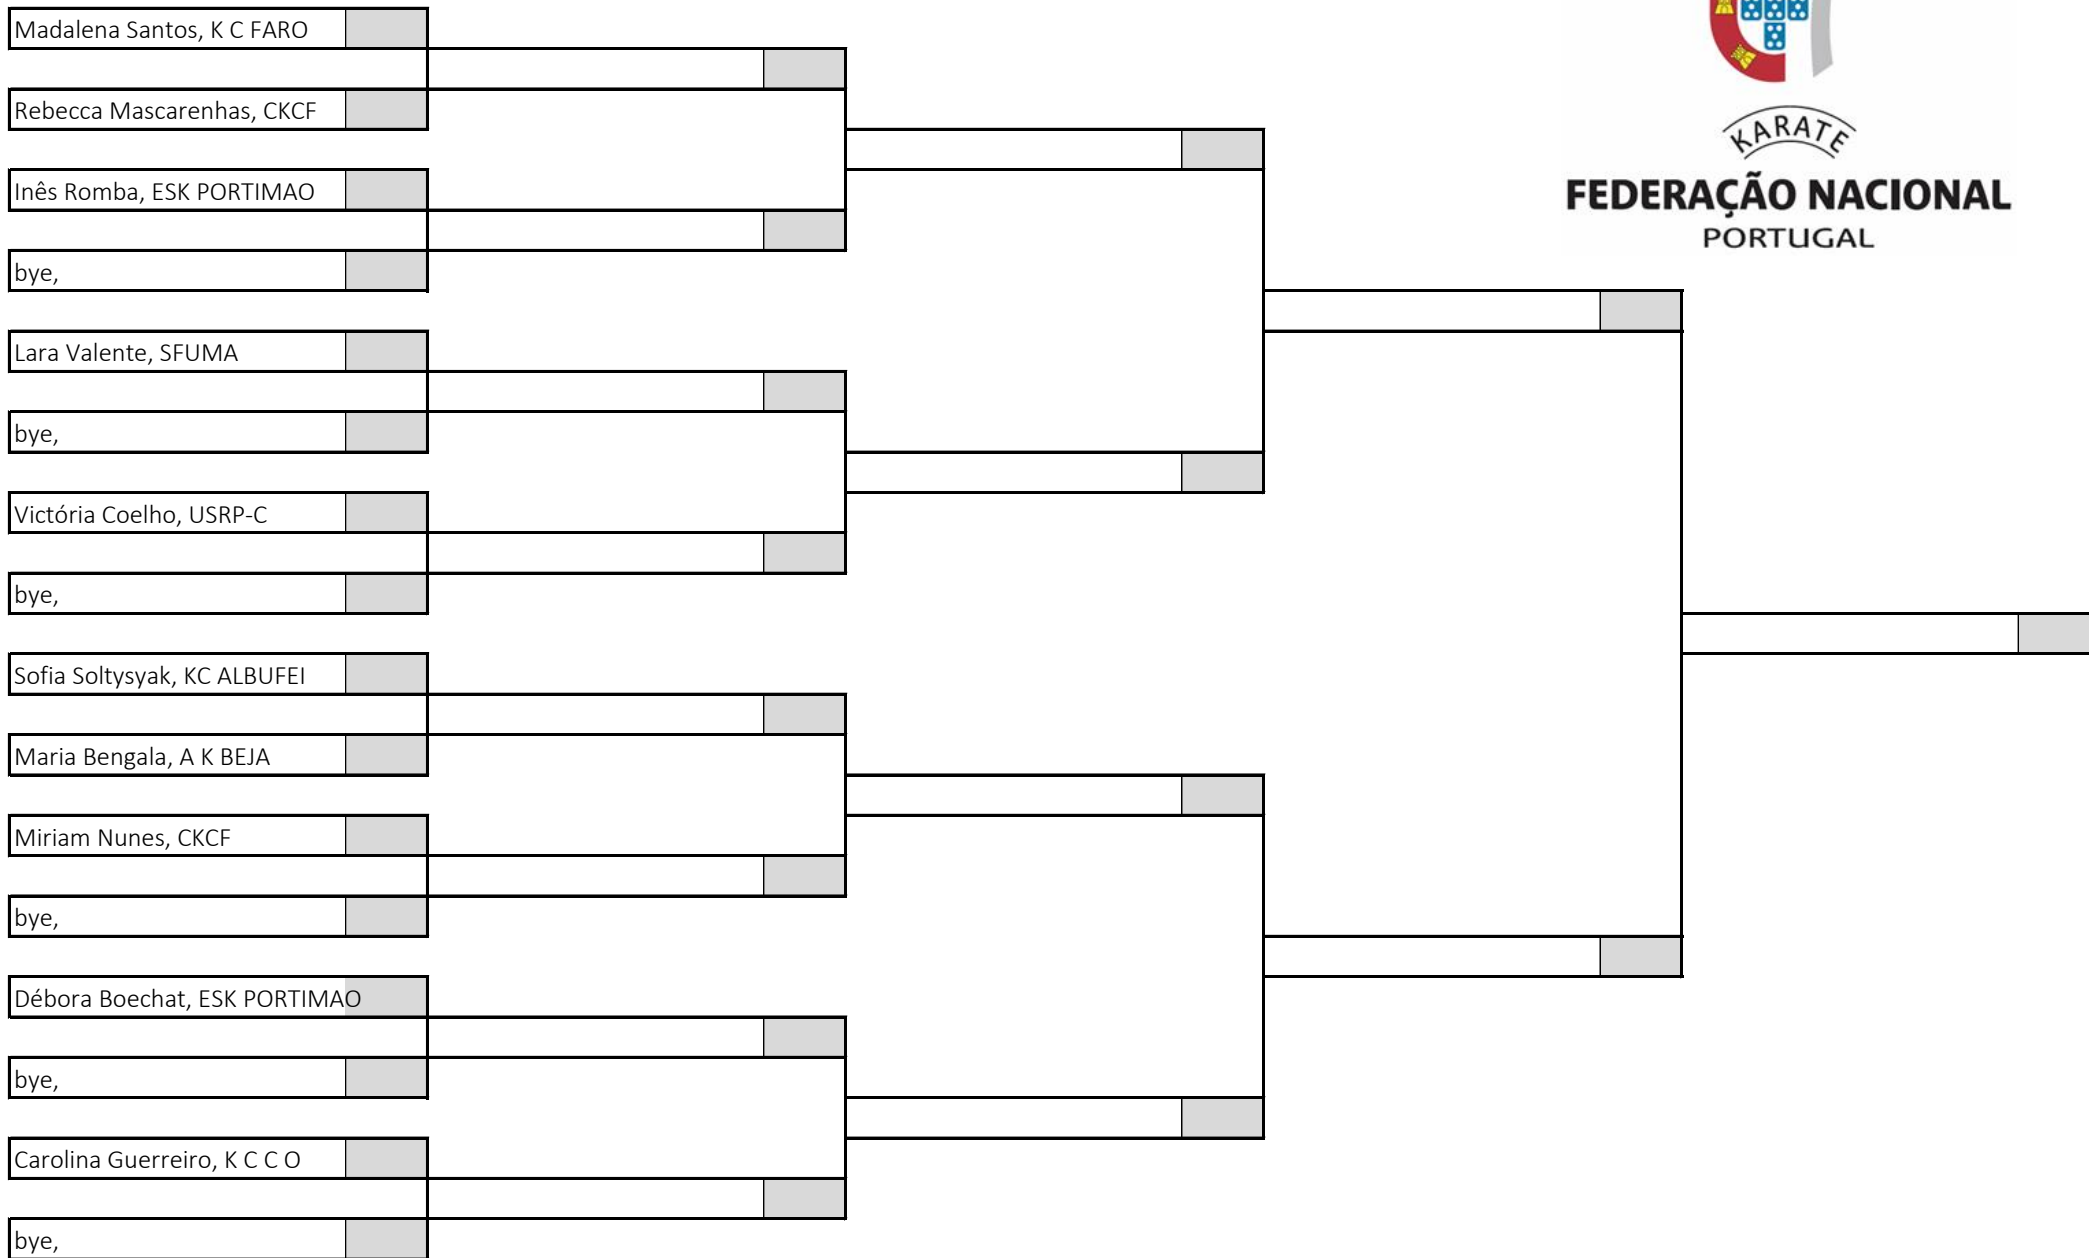 Madalena Santos, K C FARO
Rebecca Mascarenhas, CKCF
KARATE
Inês Romba, ESK PORTIMAO
FEDERAÇÃO NACIONAL
PORTUGAL
bye,
Lara Valente, SFUMA
bye,
Victória Coelho, USRP-C
bye,
Sofia Soltysyak, KC ALBUFEI
Maria Bengala, A K BEJA
Miriam Nunes, CKCF
bye,
Débora Boechat, ESK PORTIMAO
bye,
Carolina Guerreiro, K C C O
bye,